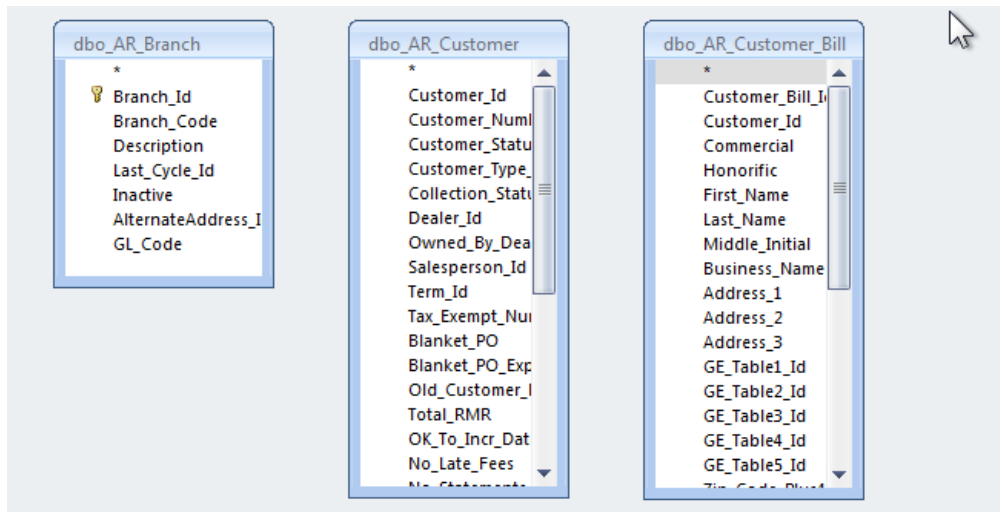 dbo_AR_Branch
*
Branch_Id
Branch_Code
Description
Last_Cycle_Id
Inactive
AlternateAddress_I
GL_Code
dbo_AR_Customer
*
Customer_Id
Customer_Numl
Customer_Statu
Customer_Type_
Collection_Statu
Dealer_Id
Owned_By_Dea
Salesperson_Id
Term_Id
Tax_Exempt_Nu
Blanket_PO
Blanket_PO_Exp
Old_Customer_
Total_RMR
OK_To_Incr_Dat
No_Late_Fees
No_Statements
dbo_AR_Customer_Bill
*
Customer_Bill_I
Customer_Id
Commercial
Honorific
First_Name
Last_Name
Middle_Initial
Business_Name
Address_1
Address_2
Address_3
GE_Table1_Id
GE_Table2_Id
GE_Table3_Id
GE_Table4_Id
GE_Table5_Id